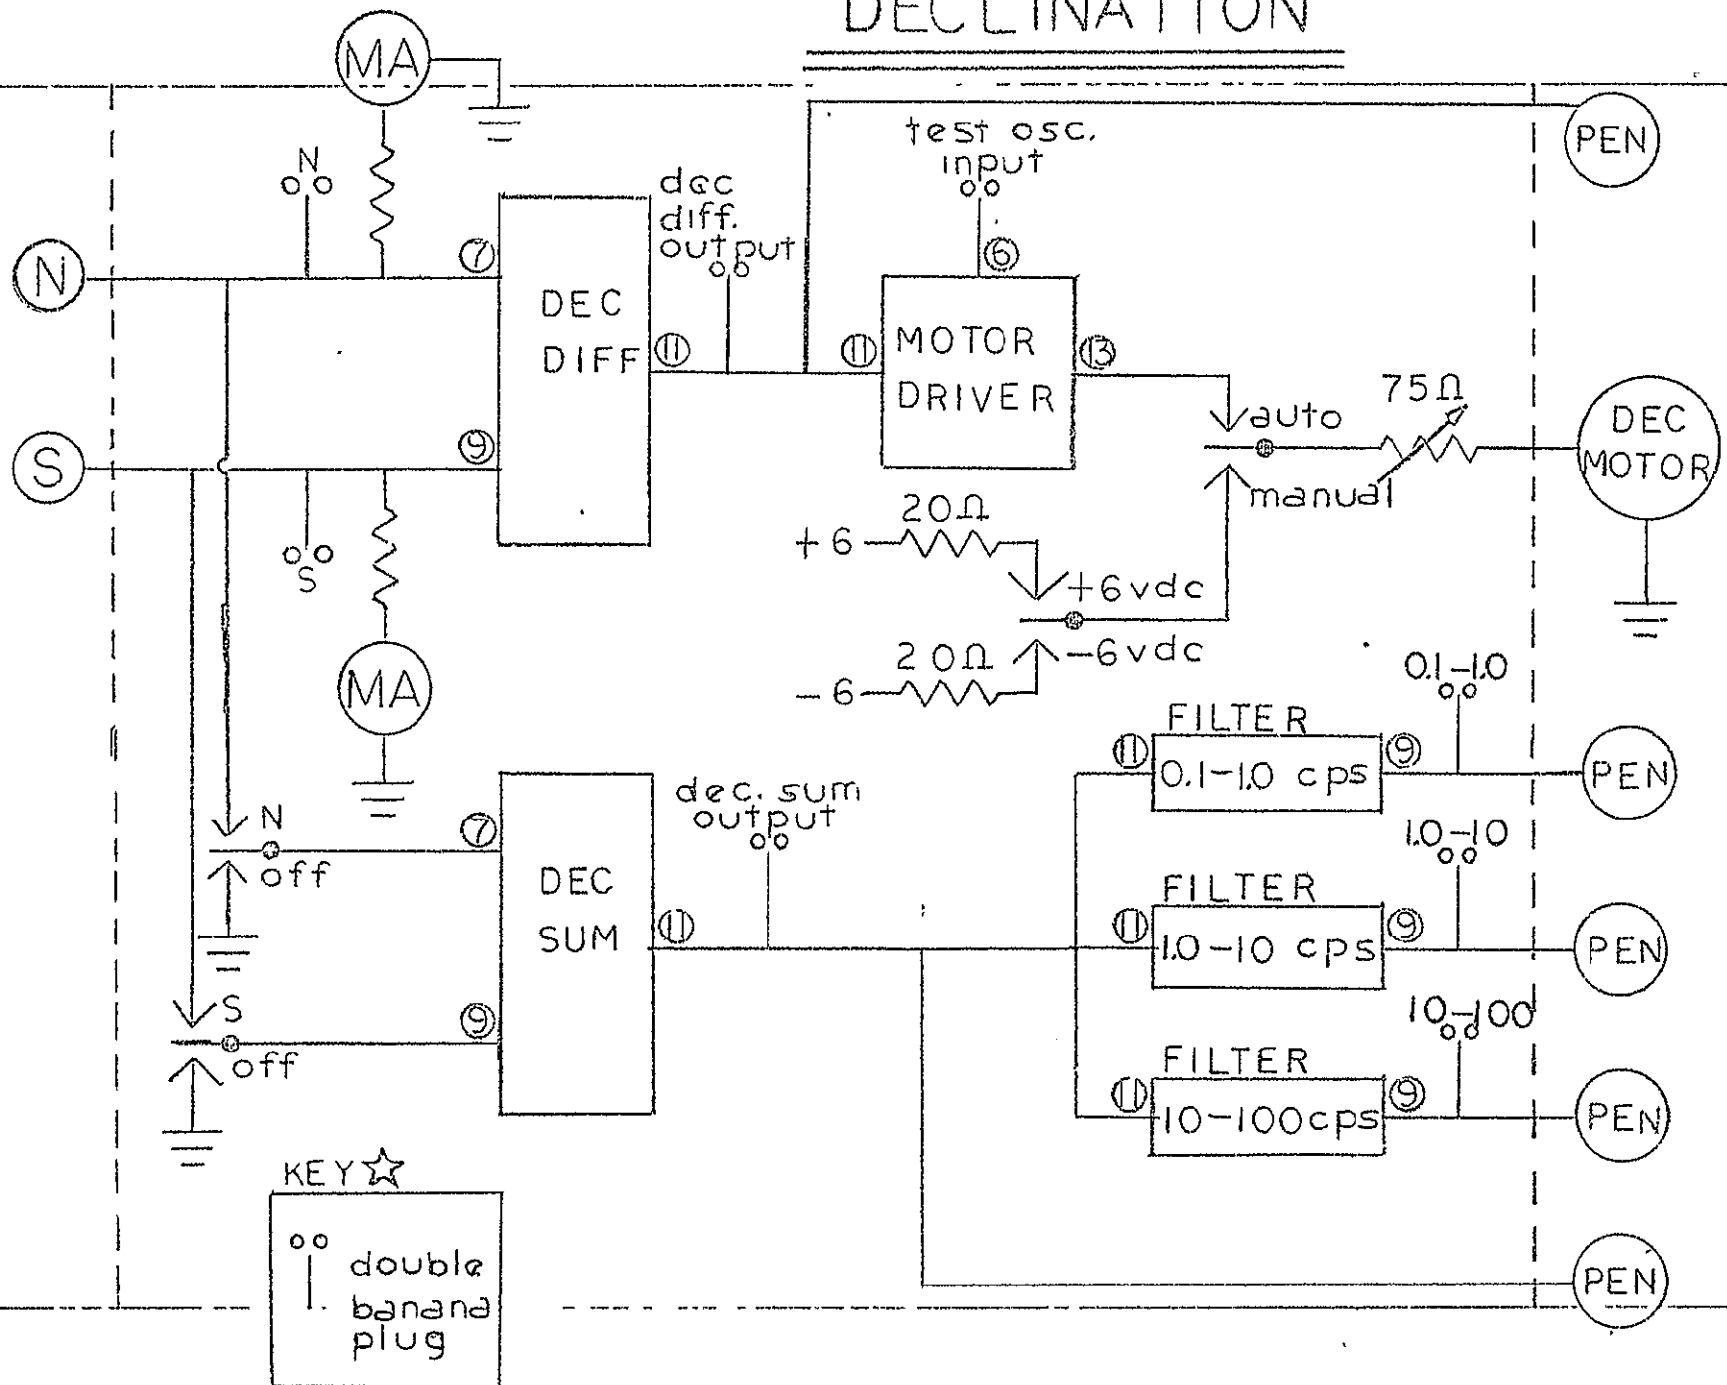 DECLINATION
MA
PEN
test osc.
input
N
dec
diff.
output
7
6
N
DEC
DIFF
11
11
MOTOR
DRIVER
13
75Ω
auto
DEC
MOTOR
manual
9
S
S
20Ω
+6
+6vdc
20Ω
-6vdc
-6
MA
0.1-1.0
FILTER
11
0.1-1.0 cps
9
PEN
dec. sum
output
N
off
7
1.0-10
FILTER
DEC
SUM
11
11
1.0-10 cps
9
PEN
S
off
9
10-100
FILTER
11
10-100cps
9
PEN
KEY
double
banana
plug
PEN